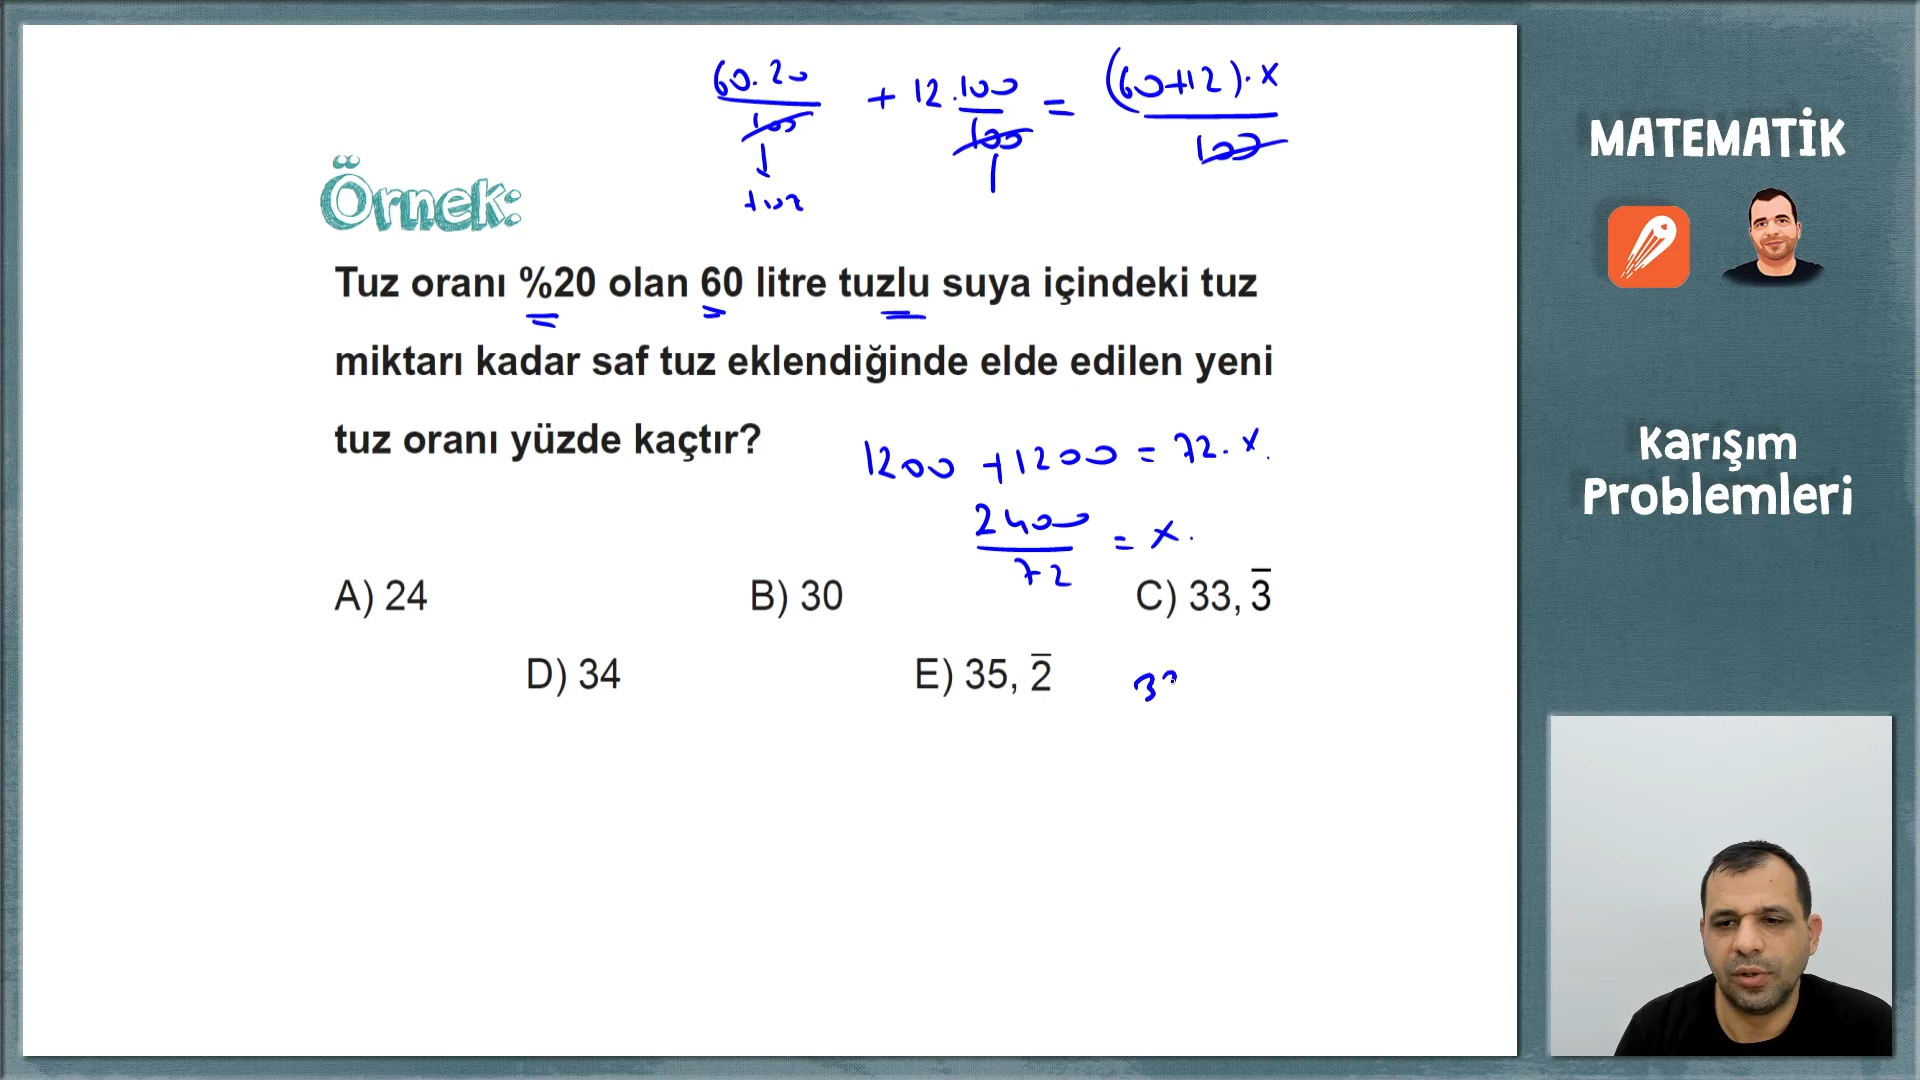 60.20 / 100 + 12.100 / 100 = (60+12).x / 100
tuz
Örnek:
Tuz oranı %20 olan 60 litre tuzlu suya içindeki tuz
miktarı kadar saf tuz eklendiğinde elde edilen yeni
tuz oranı yüzde kaçtır?
1200 + 1200 = 72.x.
2400 / 72 = x.
A) 24 B) 30 C) 33, 3̅
D) 34 E) 35, 2̅
MATEMATİK
Karışım
Problemleri